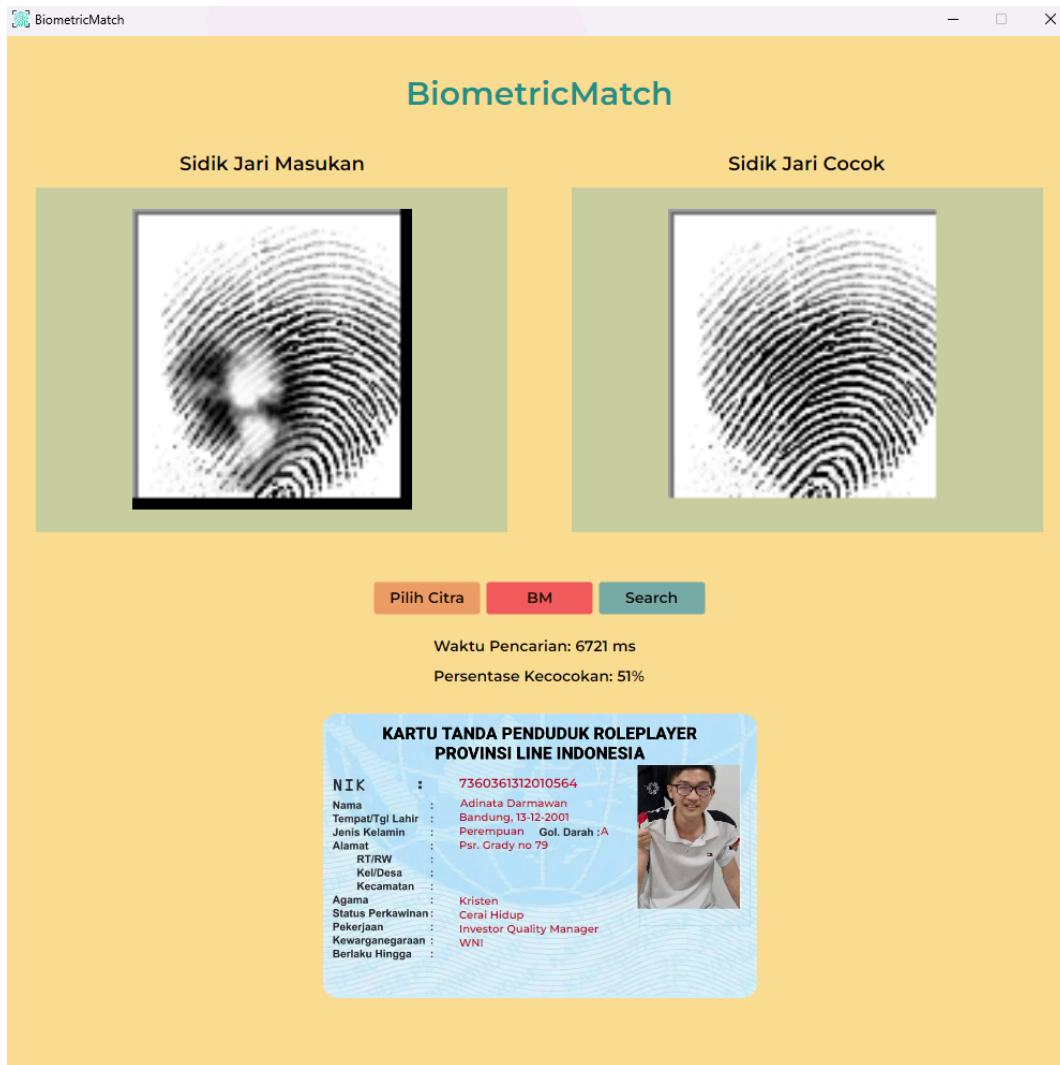 BiometricMatch
BiometricMatch
Sidik Jari Masukan
Sidik Jari Cocok
Pilih Citra
BM
Search
Waktu Pencarian: 6721 ms
Persentase Kecocokan: 51%
KARTU TANDA PENDUDUK ROLEPLAYER
PROVINSI LINE INDONESIA
NIK : 7360361312010564
Nama : Adinata Darmawan
Tempat/Tgl Lahir : Bandung, 13-12-2001
Jenis Kelamin : Perempuan Gol. Darah : A
Alamat : Psr. Grady no 79
RT/RW :
Kel/Desa :
Kecamatan :
Agama : Kristen
Status Perkawinan : Cerai Hidup
Pekerjaan : Investor Quality Manager
Kewarganegaraan : WNI
Berlaku Hingga :